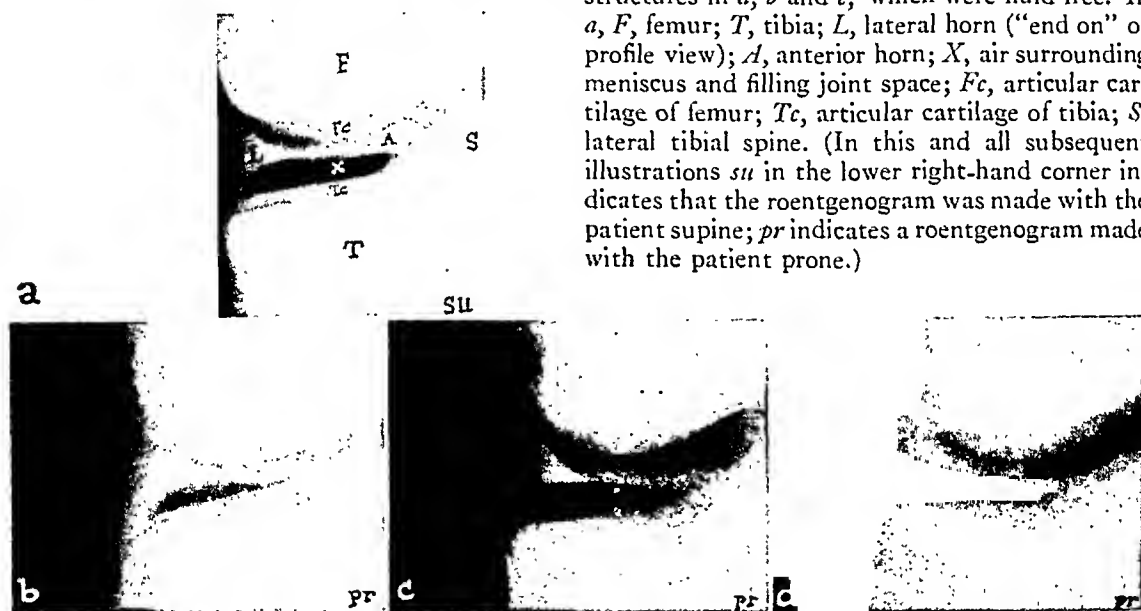 structures in a, b and c, which were fluid free.
a, F, femur; T, tibia; L, lateral horn (“end on” o
profile view); A, anterior horn; X, air surrounding
meniscus and filling joint space; Fc, articular car
tilage of femur; Tc, articular cartilage of tibia; S
lateral tibial spine. (In this and all subsequent
illustrations su in the lower right-hand corner in
dicates that the roentgenogram was made with the
patient supine; pr indicates a roentgenogram made
with the patient prone.)
F
Fc
L A S
X
Tc
T
a
su
b pr
c pr
d pr